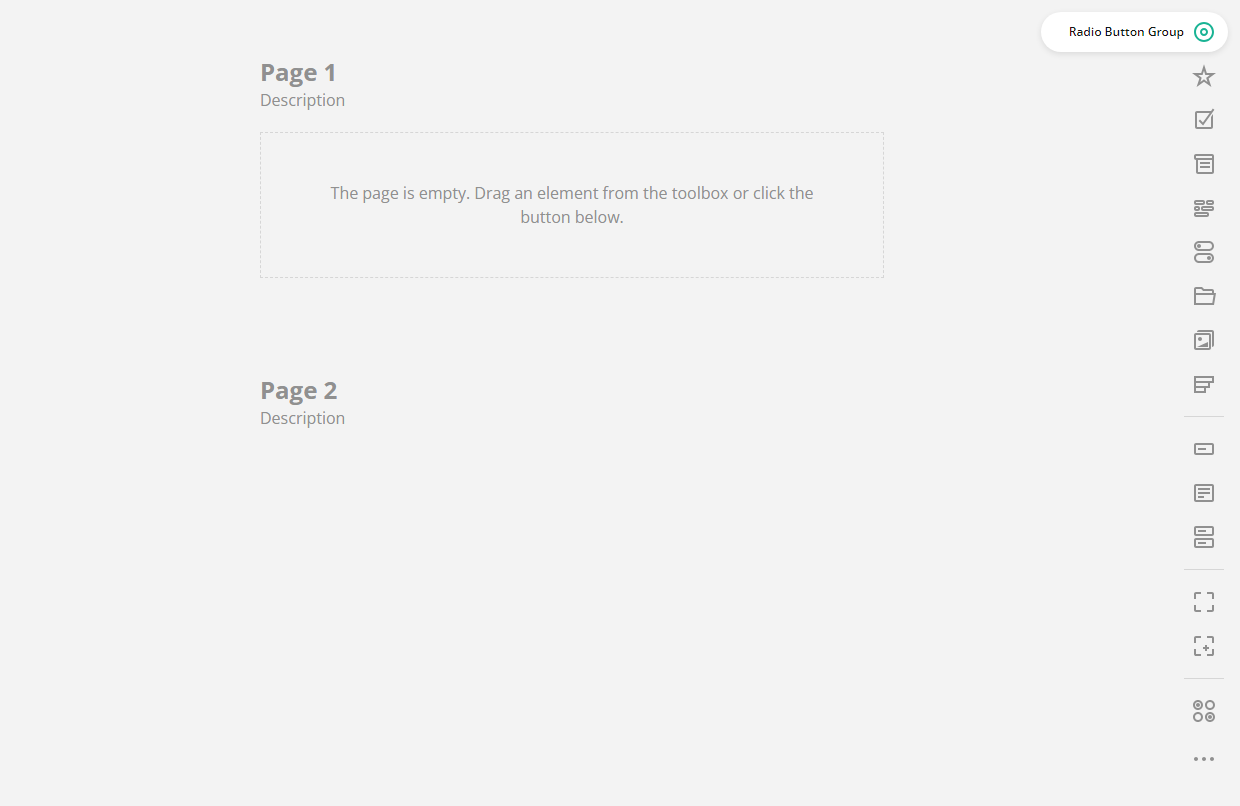 Radio Button Group
Page 1
Description
The page is empty. Drag an element from the toolbox or click the
button below.
Page 2
Description